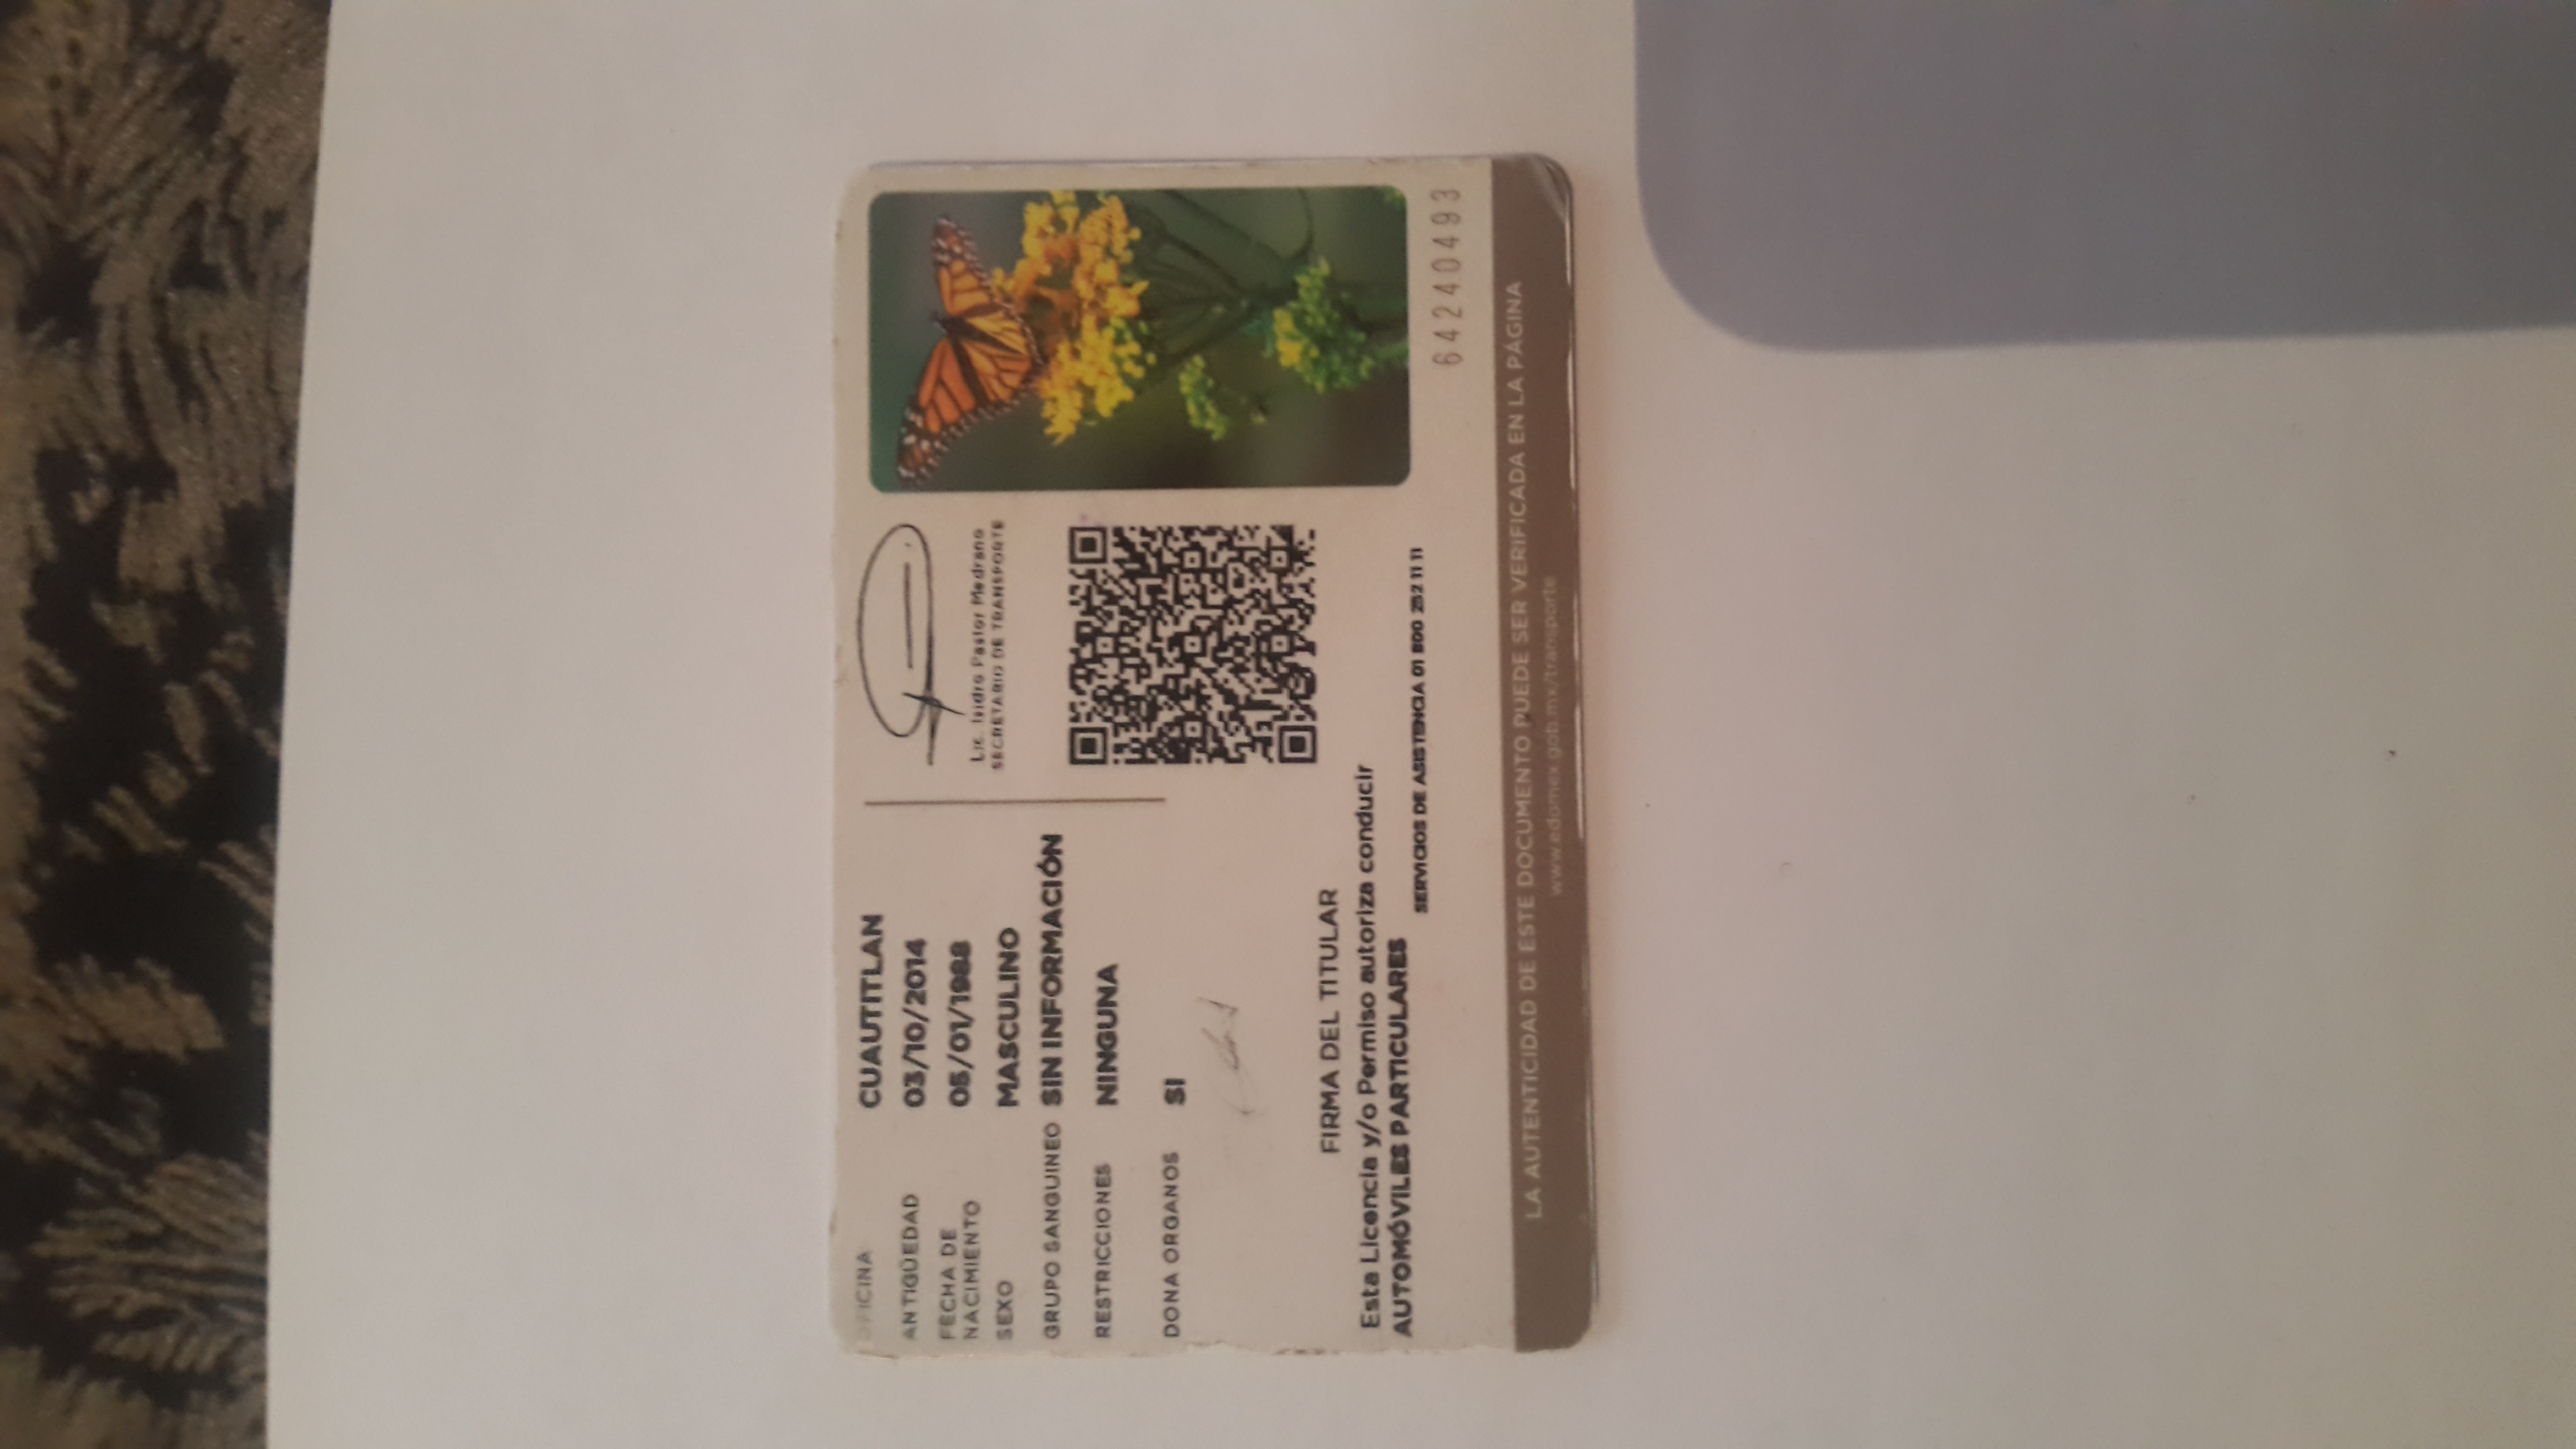 OFICINA CUAUTITLAN
ANTIGÜEDAD 03/10/2014
FECHA DE
NACIMIENTO 05/01/1988
SEXO MASCULINO
GRUPO SANGUINEO SIN INFORMACIÓN
RESTRICCIONES NINGUNA
DONA ORGANOS SI
FIRMA DEL TITULAR
Esta Licencia y/o Permiso autoriza conducir
AUTOMÓVILES PARTICULARES
Lic. Isidro Pastor Medrano
SECRETARIO DE TRANSPORTE
SERVICIOS DE ASISTENCIA 01 800 252 11 11
64240493
LA AUTENTICIDAD DE ESTE DOCUMENTO PUEDE SER VERIFICADA EN LA PÁGINA
www.edomex.gob.mx/transporte